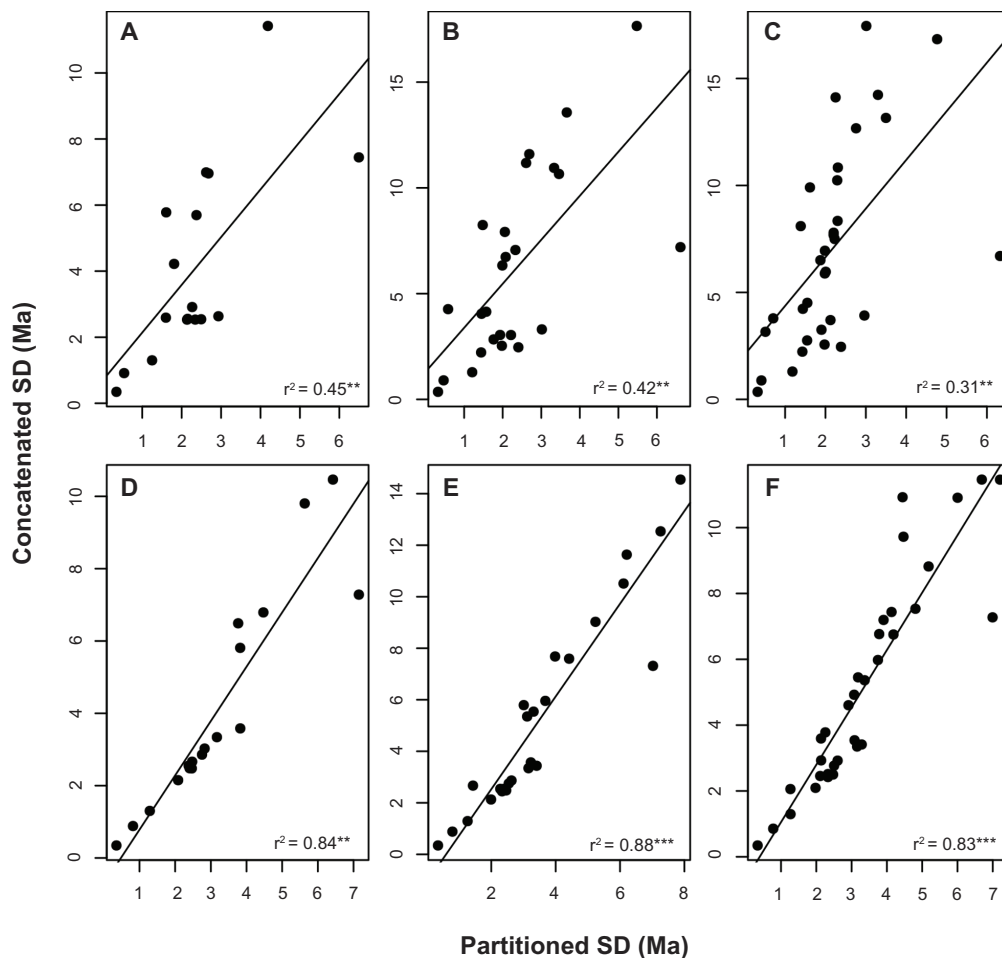 A
B
C
0 2 4 6 8 10
0 5 10 15
0 5 10 15
r² = 0.45**
r² = 0.42**
r² = 0.31**
1 2 3 4 5 6
1 2 3 4 5 6
1 2 3 4 5 6
Concatenated SD (Ma)
D
E
F
0 2 4 6 8 10
0 2 4 6 8 10 12 14
0 2 4 6 8 10
r² = 0.84**
r² = 0.88***
r² = 0.83***
1 2 3 4 5 6 7
2 4 6 8
1 2 3 4 5 6 7
Partitioned SD (Ma)